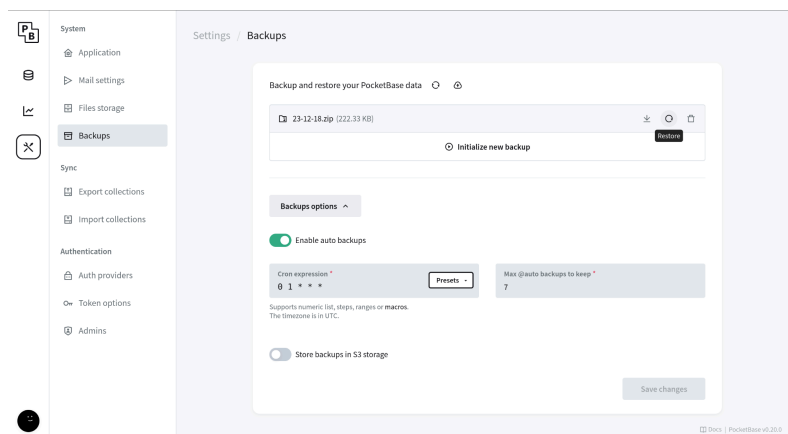 PB
System
Application
Mail settings
Files storage
Backups
Sync
Export collections
Import collections
Authentication
Auth providers
Token options
Admins
Settings / Backups
Backup and restore your PocketBase data
23-12-18.zip (222.33 KB)
Restore
Initialize new backup
Backups options
Enable auto backups
Cron expression *
0 1 * * *
Presets
Max @auto backups to keep *
7
Supports numeric list, steps, ranges or macros.
The timezone is in UTC.
Store backups in S3 storage
Save changes
Docs | PocketBase v0.20.0